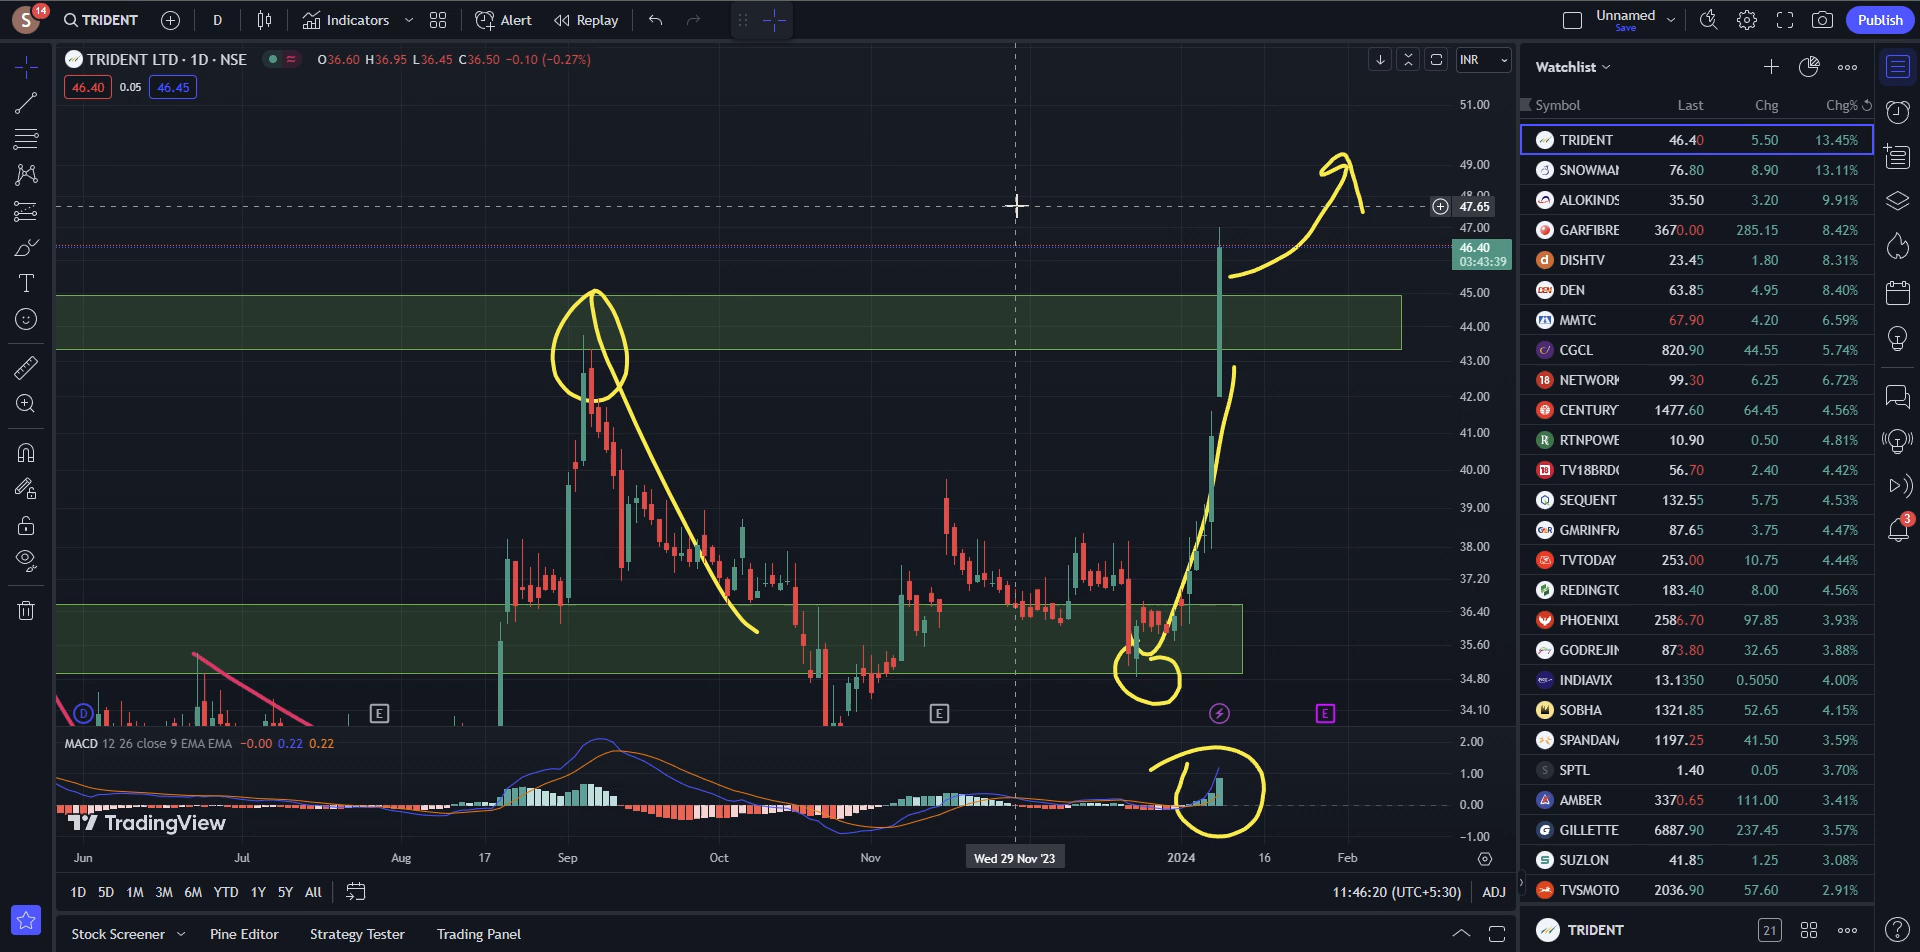 S 14 TRIDENT D Indicators Alert Replay Unnamed Save Publish
TRIDENT LTD · 1D · NSE O36.60 H36.95 L36.45 C36.50 −0.10 (−0.27%) INR
46.40 0.05 46.45
51.00
49.00
48.00
47.65
47.00
46.40
03:43:39
45.00
44.00
43.00
42.00
41.00
40.00
39.00
38.00
37.20
36.40
35.60
34.80
34.10
D E E E
MACD 12 26 close 9 EMA EMA −0.00 0.22 0.22
2.00
1.00
0.00
−1.00
TradingView
Jun Jul Aug 17 Sep Oct Nov Wed 29 Nov '23 2024 16 Feb
1D 5D 1M 3M 6M YTD 1Y 5Y All 11:46:20 (UTC+5:30) ADJ
Stock Screener Pine Editor Strategy Tester Trading Panel
Watchlist
Symbol Last Chg Chg%
TRIDENT 46.40 5.50 13.45%
SNOWMAN 76.80 8.90 13.11%
ALOKINDS 35.50 3.20 9.91%
GARFIBRE 3670.00 285.15 8.42%
DISHTV 23.45 1.80 8.31%
DEN 63.85 4.95 8.40%
MMTC 67.90 4.20 6.59%
CGCL 820.90 44.55 5.74%
18 NETWORK 99.30 6.25 6.72%
CENTURY 1477.60 64.45 4.56%
R RTNPOWE 10.90 0.50 4.81%
18 TV18BRD 56.70 2.40 4.42%
SEQUENT 132.55 5.75 4.53%
GMRINFRA 87.65 3.75 4.47%
TVTODAY 253.00 10.75 4.44%
REDINGTO 183.40 8.00 4.56%
PHOENIXL 2586.70 97.85 3.93%
GODREJIN 873.80 32.65 3.88%
INDIAVIX 13.1350 0.5050 4.00%
SOBHA 1321.85 52.65 4.15%
SPANDANA 1197.25 41.50 3.59%
S SPTL 1.40 0.05 3.70%
AMBER 3370.65 111.00 3.41%
G GILLETTE 6887.90 237.45 3.57%
SUZLON 41.85 1.25 3.08%
TVSMOTO 2036.90 57.60 2.91%
TRIDENT 21
3